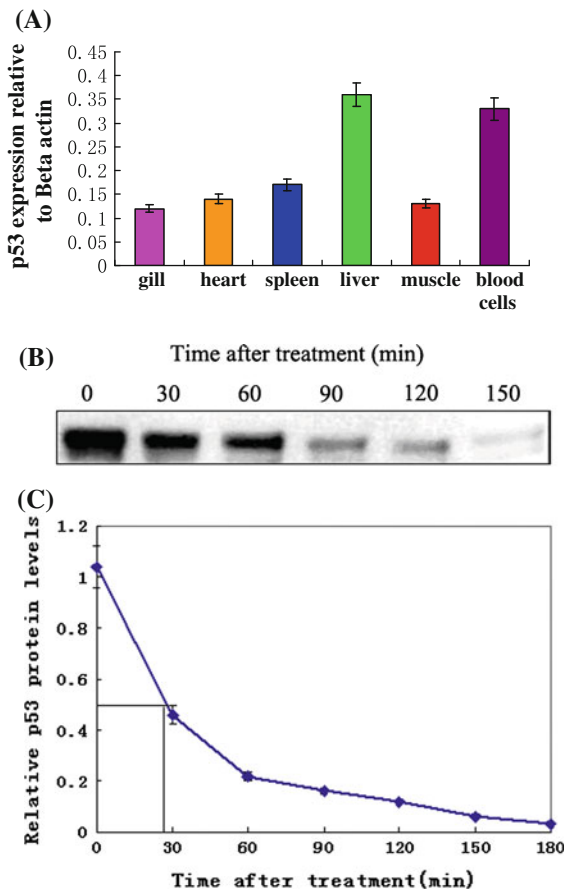 (A)
p53 expression relative
to Beta actin
0.45
0.4
0.35
0.3
0.25
0.2
0.15
0.1
0.05
0
gill heart spleen liver muscle blood
cells
(B)
Time after treatment (min)
0 30 60 90 120 150
(C)
Relative p53 protein levels
1.2
1
0.8
0.6
0.4
0.2
0
0 30 60 90 120 150 180
Time after treatment(min)